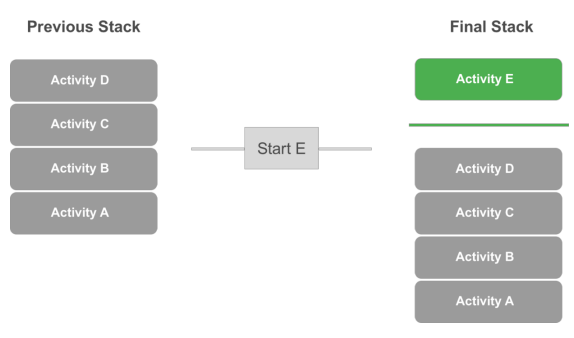 Previous Stack
Activity D
Activity C
Activity B
Activity A
Start E
Final Stack
Activity E
Activity D
Activity C
Activity B
Activity A